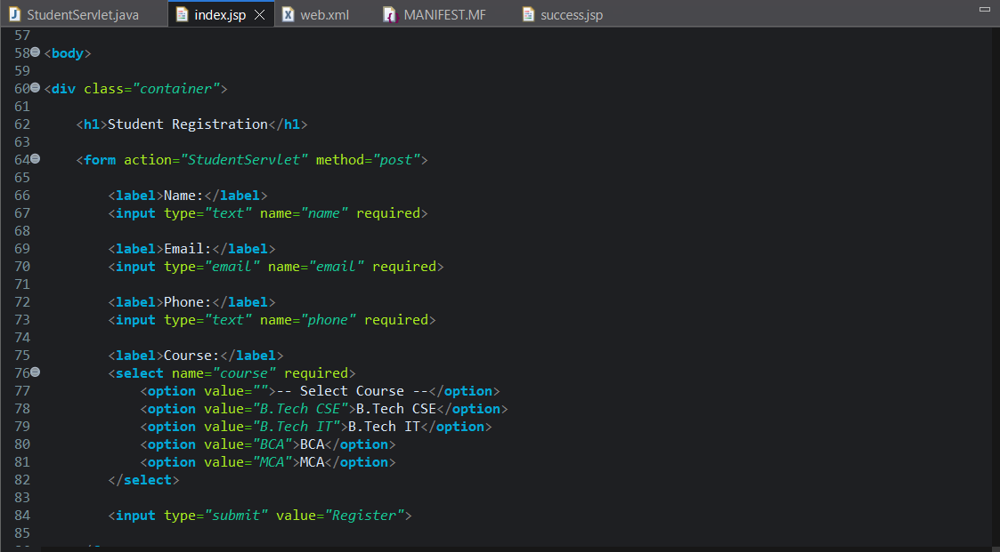 StudentServlet.java index.jsp web.xml MANIFEST.MF success.jsp
57
58 <body>
59
60 <div class="container">
61
62 <h1>Student Registration</h1>
63
64 <form action="StudentServlet" method="post">
65
66 <label>Name:</label>
67 <input type="text" name="name" required>
68
69 <label>Email:</label>
70 <input type="email" name="email" required>
71
72 <label>Phone:</label>
73 <input type="text" name="phone" required>
74
75 <label>Course:</label>
76 <select name="course" required>
77 <option value="">-- Select Course --</option>
78 <option value="B.Tech CSE">B.Tech CSE</option>
79 <option value="B.Tech IT">B.Tech IT</option>
80 <option value="BCA">BCA</option>
81 <option value="MCA">MCA</option>
82 </select>
83
84 <input type="submit" value="Register">
85